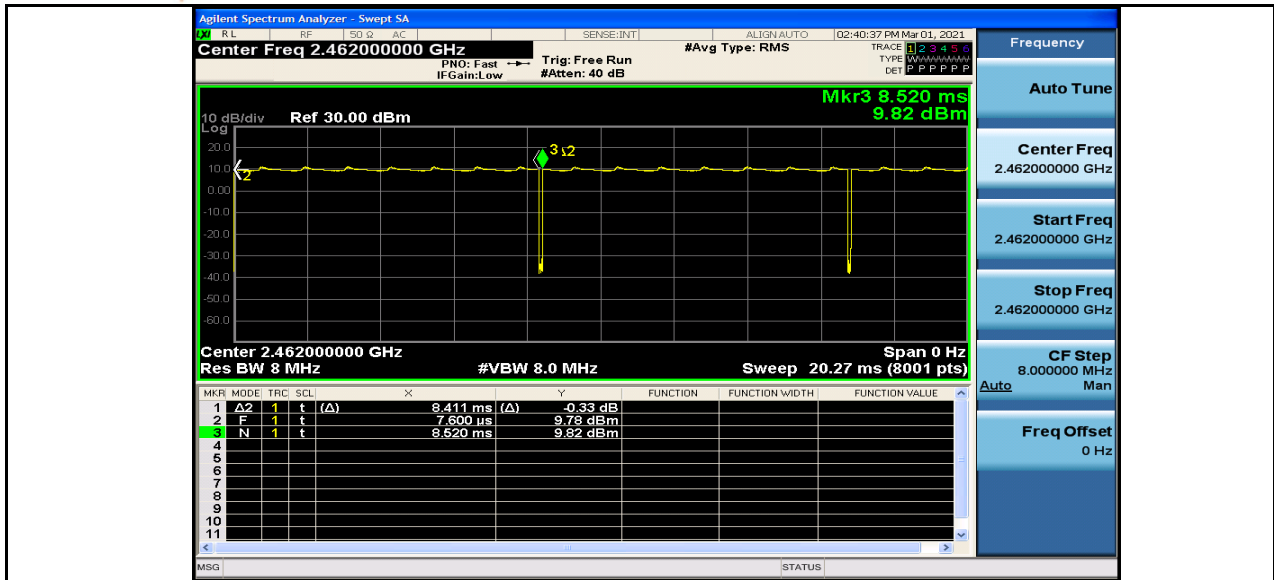 Agilent Spectrum Analyzer - Swept SA
LXI RL RF 50 Ω AC SENSE:INT ALIGN AUTO 02:40:37 PM Mar 01, 2021
Center Freq 2.462000000 GHz
PNO: Fast
IFGain:Low
Trig: Free Run
#Atten: 40 dB
#Avg Type: RMS
TRACE 1 2 3 4 5 6
TYPE WWWWWW
DET P P P P P P
Mkr3 8.520 ms
9.82 dBm
10 dB/div
Log
Ref 30.00 dBm
20.0
10.0
0.00
-10.0
-20.0
-30.0
-40.0
-50.0
-60.0
2
3
Δ2
Center 2.462000000 GHz
Span 0 Hz
Res BW 8 MHz
#VBW 8.0 MHz
Sweep 20.27 ms (8001 pts)
MKR MODE TRC SCL X Y FUNCTION FUNCTION WIDTH FUNCTION VALUE
1 Δ2 1 t (Δ) 8.411 ms (Δ) -0.33 dB
2 F 1 t 7.600 µs 9.78 dBm
3 N 1 t 8.520 ms 9.82 dBm
4
5
6
7
8
9
10
11
MSG
STATUS
Frequency
Auto Tune
Center Freq
2.462000000 GHz
Start Freq
2.462000000 GHz
Stop Freq
2.462000000 GHz
CF Step
8.000000 MHz
Auto Man
Freq Offset
0 Hz